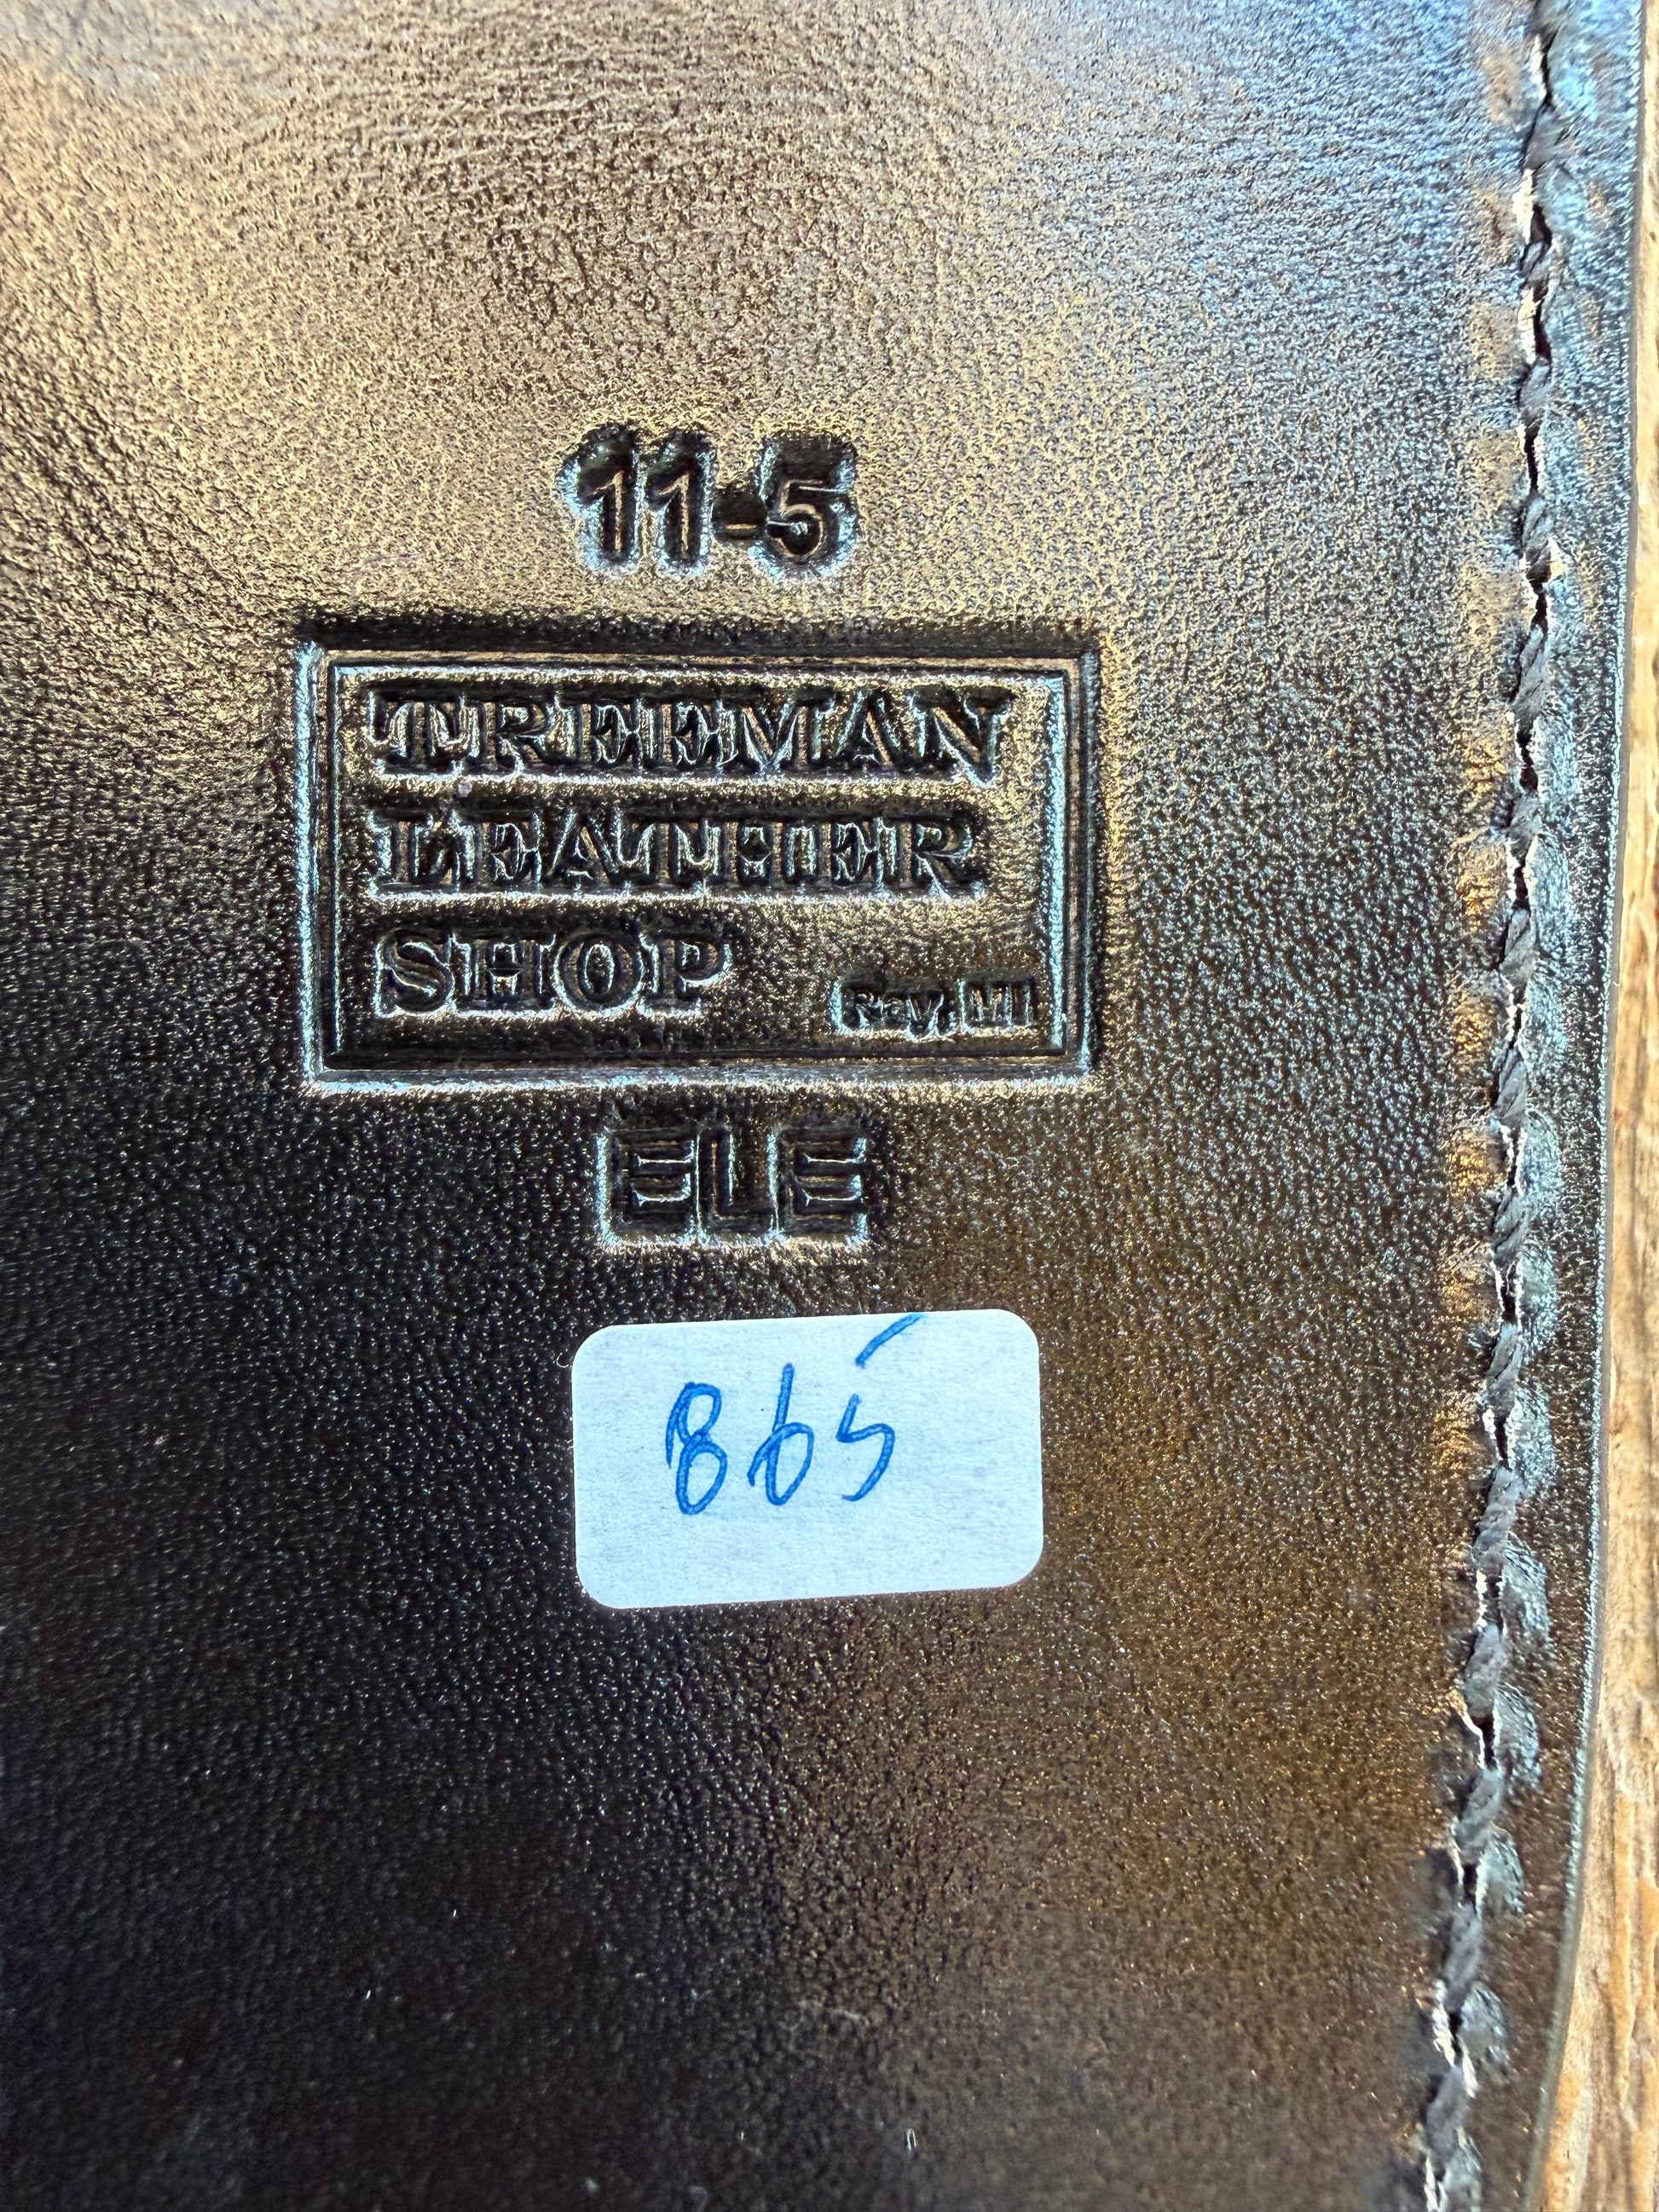 11-5
TREEMAN
LEATHER
SHOP Ray, MI
ELE
865